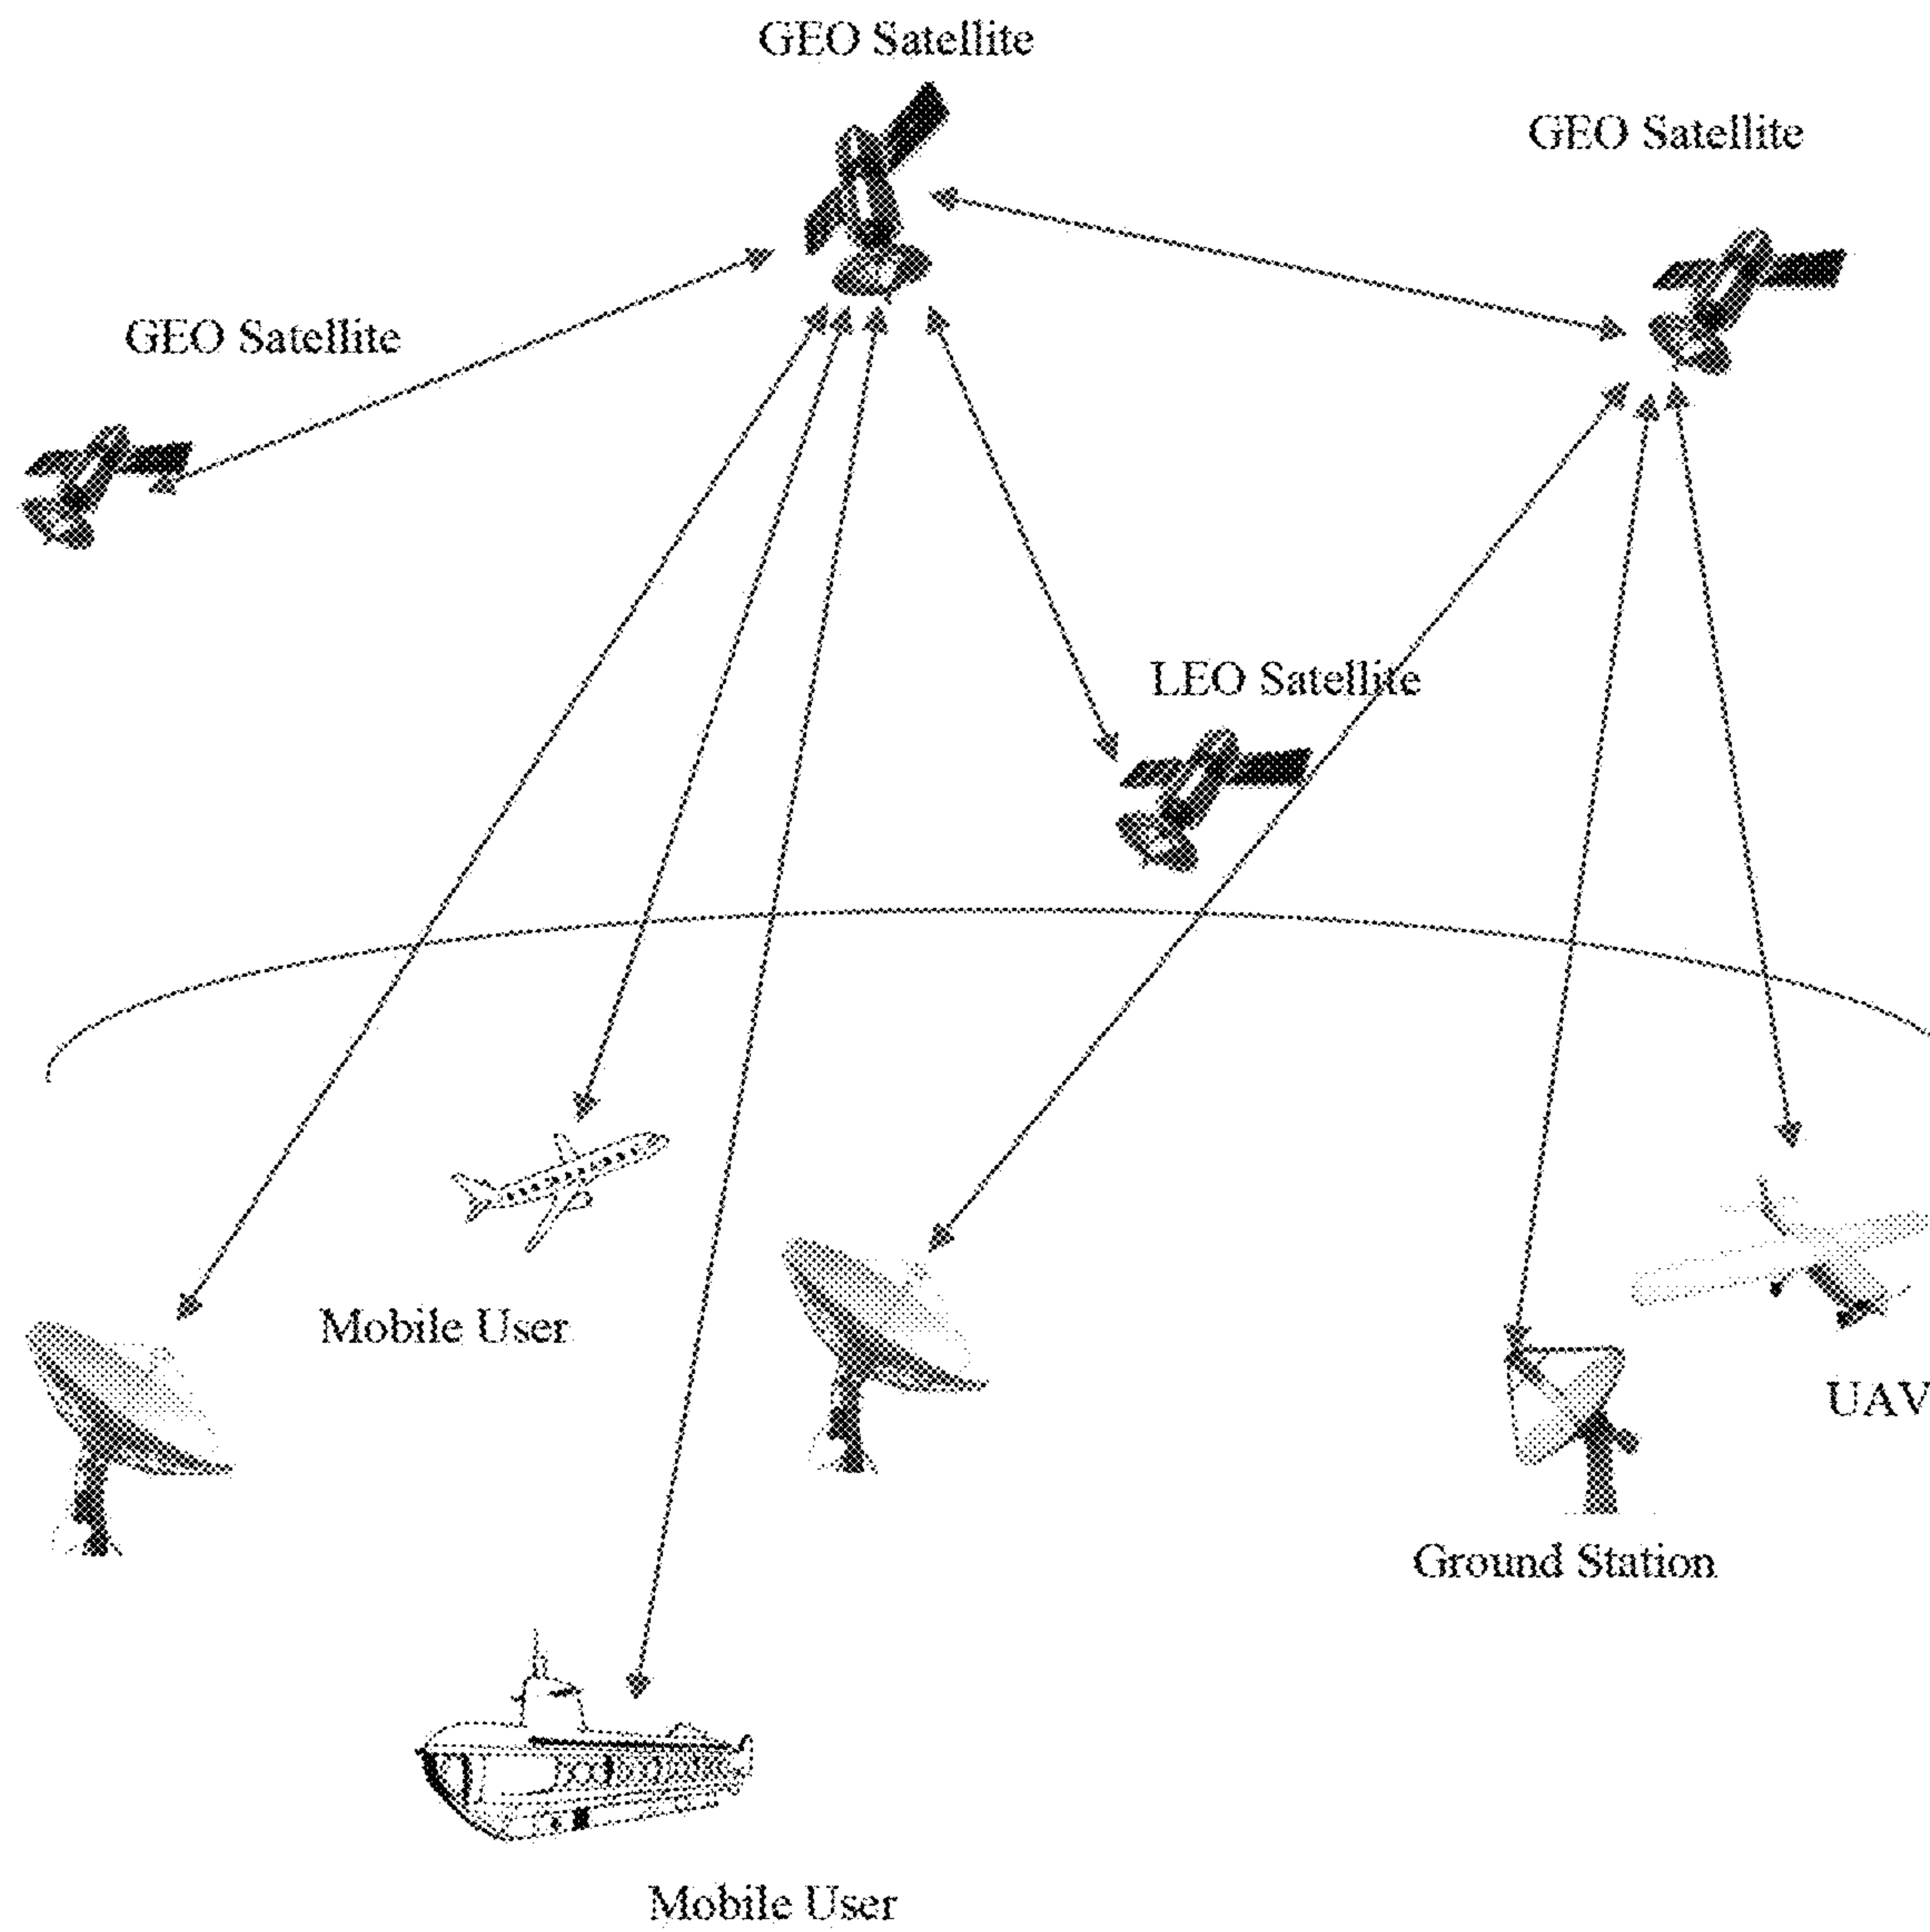 GEO Satellite
GEO Satellite
GEO Satellite
LEO Satellite
Mobile User
UAV
Ground Station
Mobile User